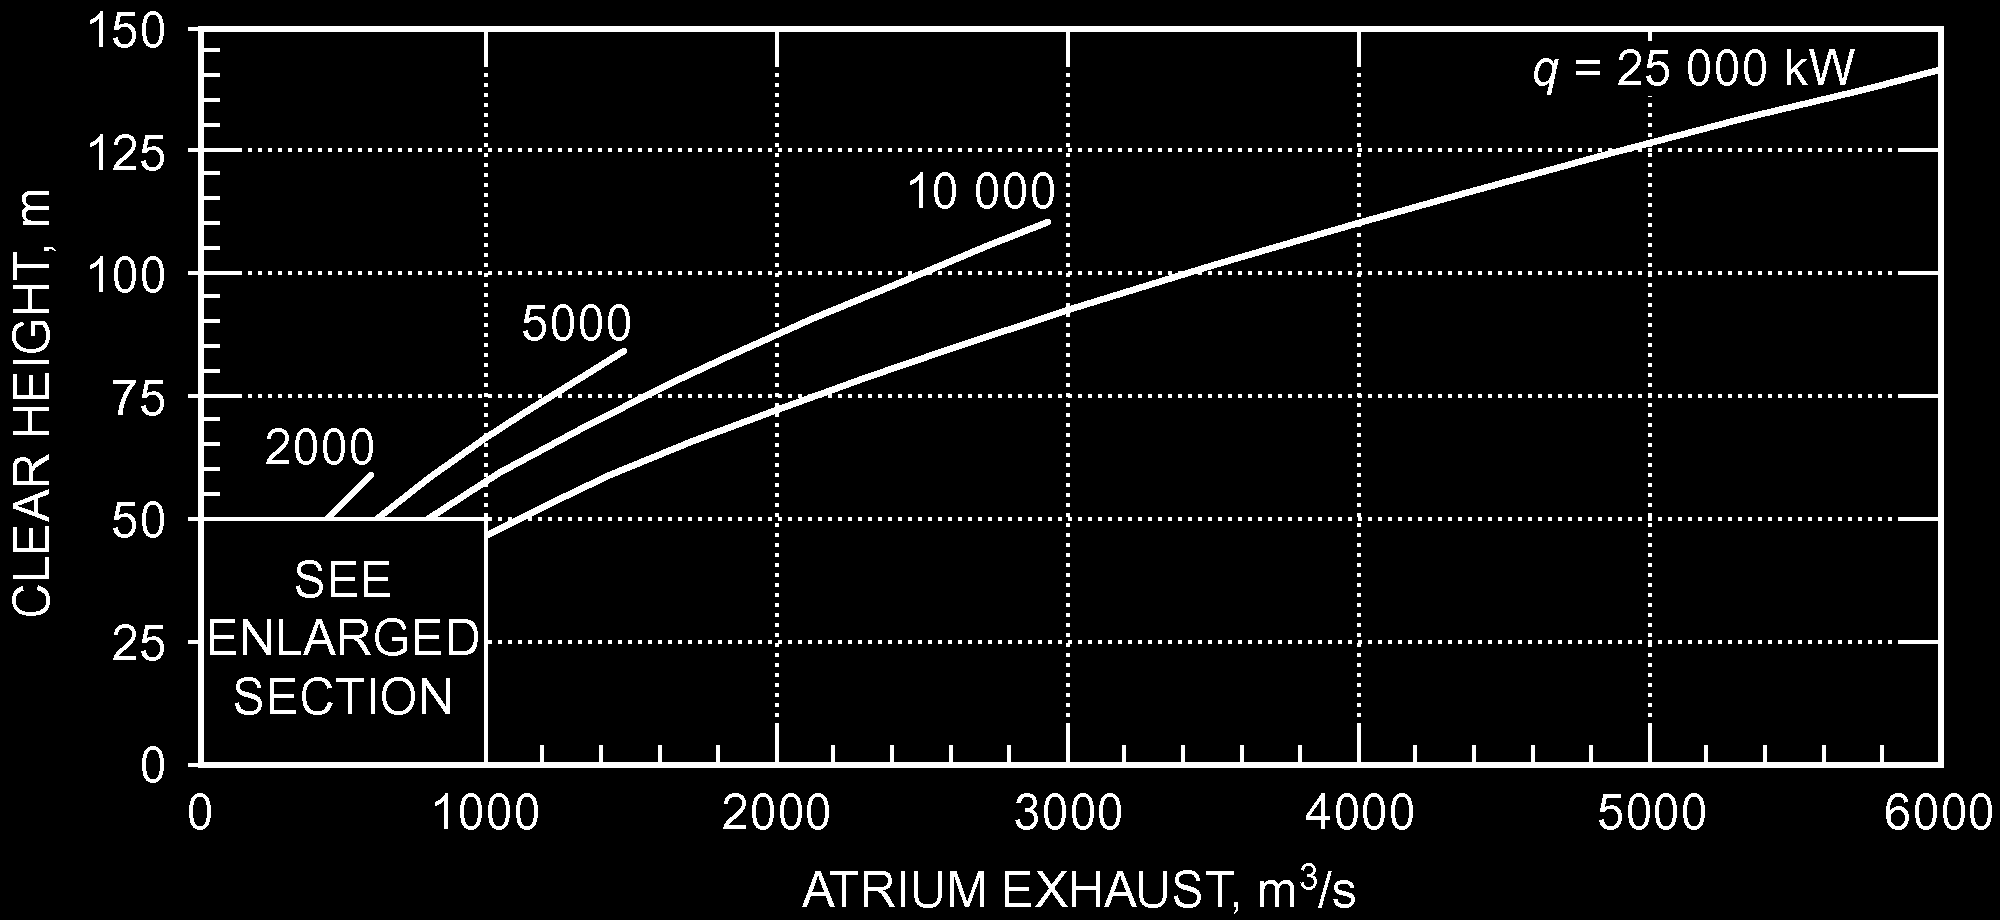 150
q = 25 000 kW
125
10 000
100
5000
75
2000
50
SEE
ENLARGED
SECTION
25
0
CLEAR HEIGHT, m
0 1000 2000 3000 4000 5000 6000
ATRIUM EXHAUST, m³/s